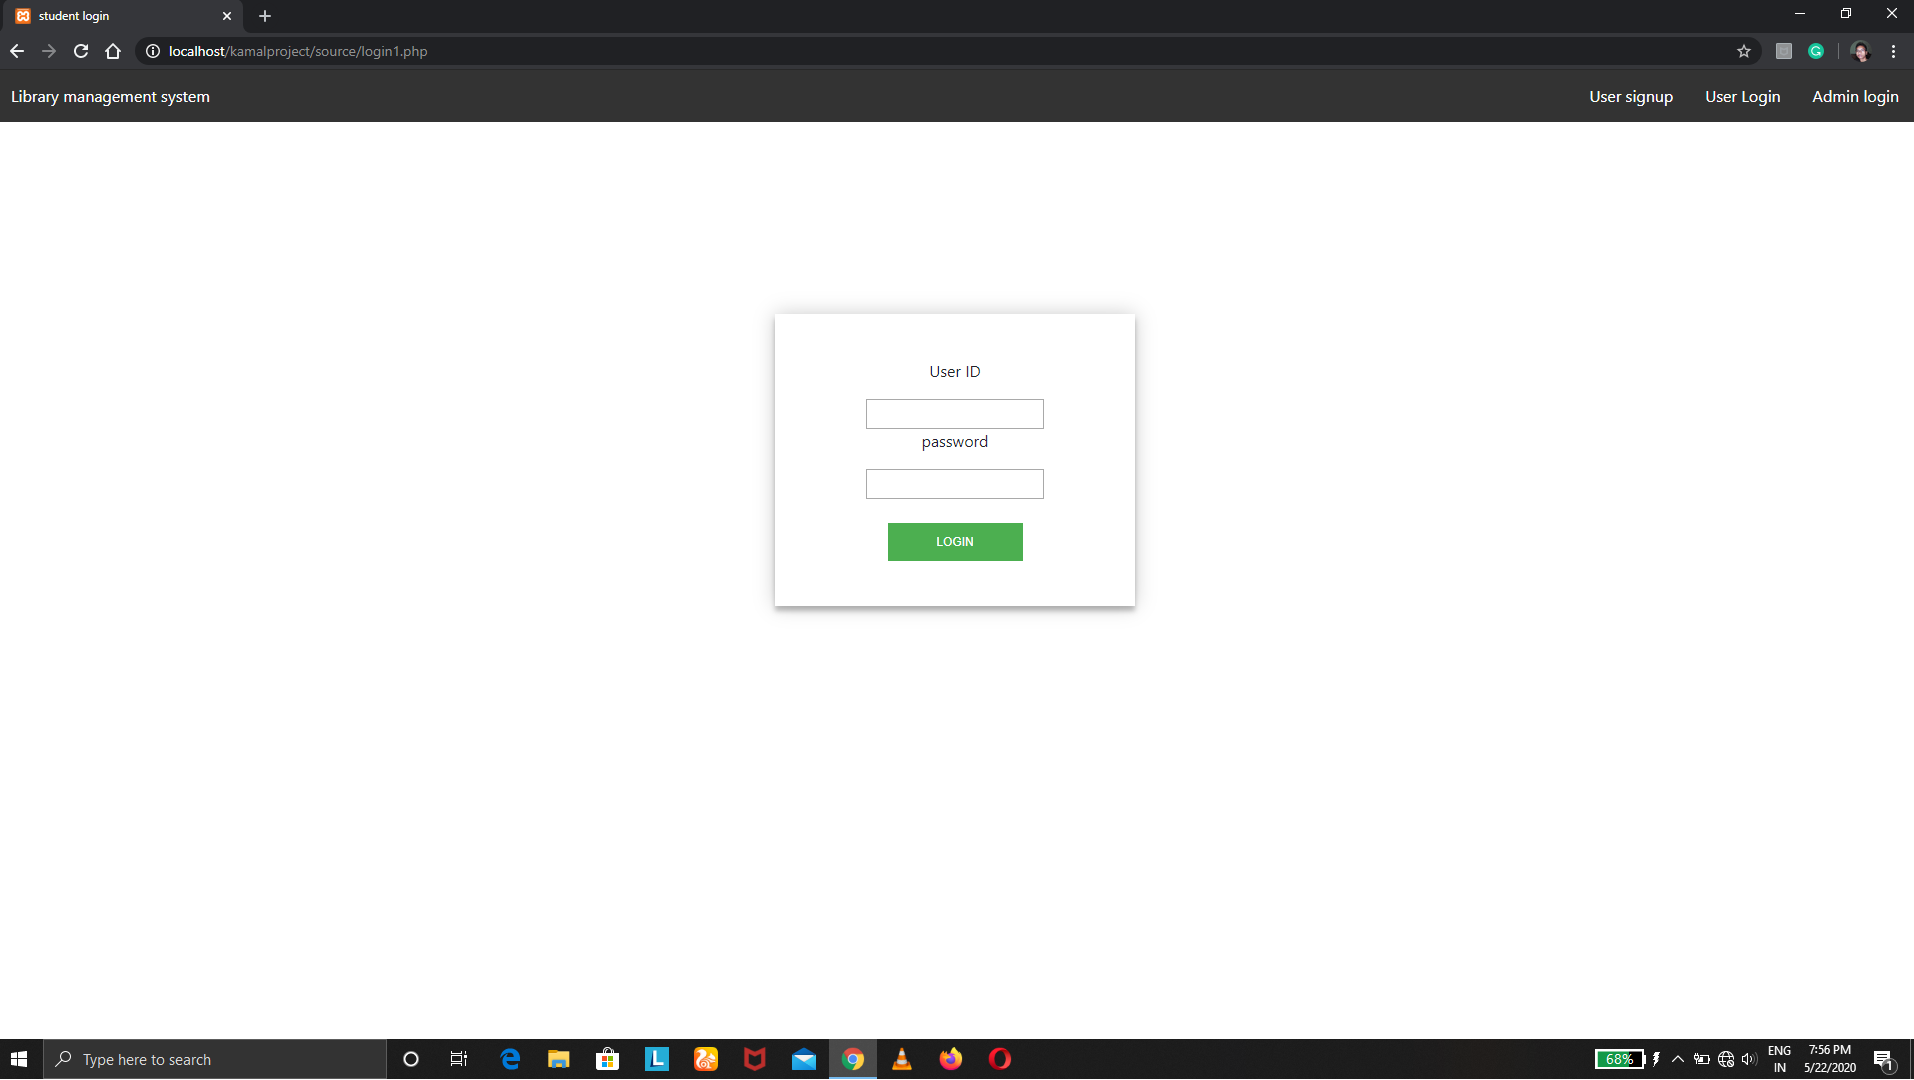 student login
localhost/kamalproject/source/login1.php
Library management system
User signup
User Login
Admin login
User ID
password
LOGIN
Type here to search
68%
ENG
IN
7:56 PM
5/22/2020
1